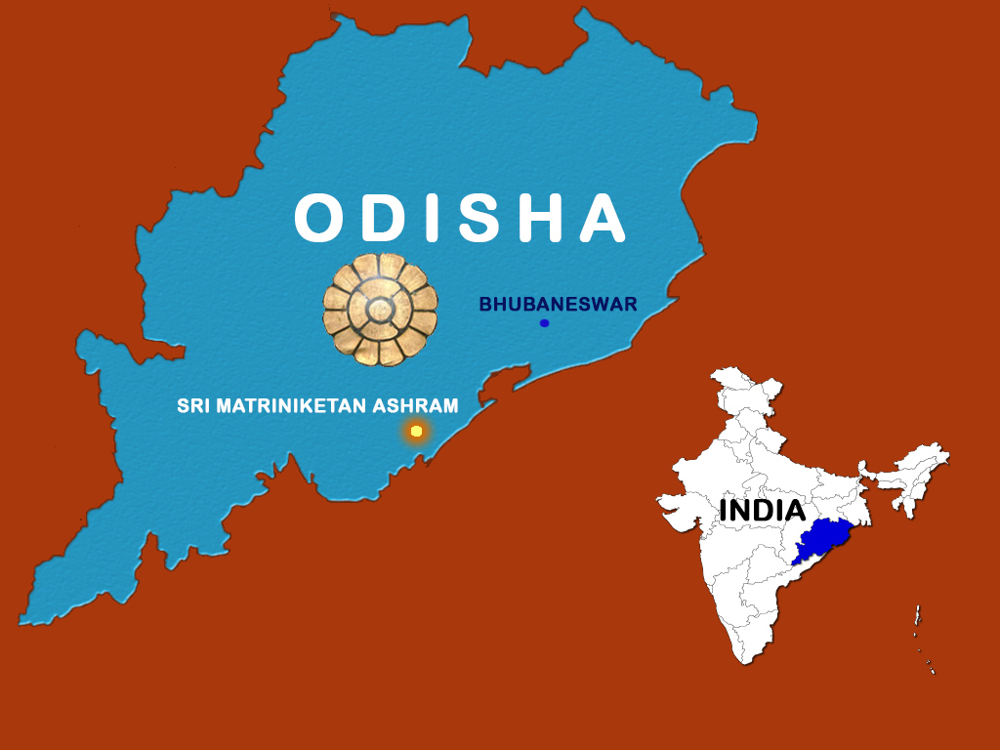 ODISHA
BHUBANESWAR
SRI MATRINIKETAN ASHRAM
INDIA